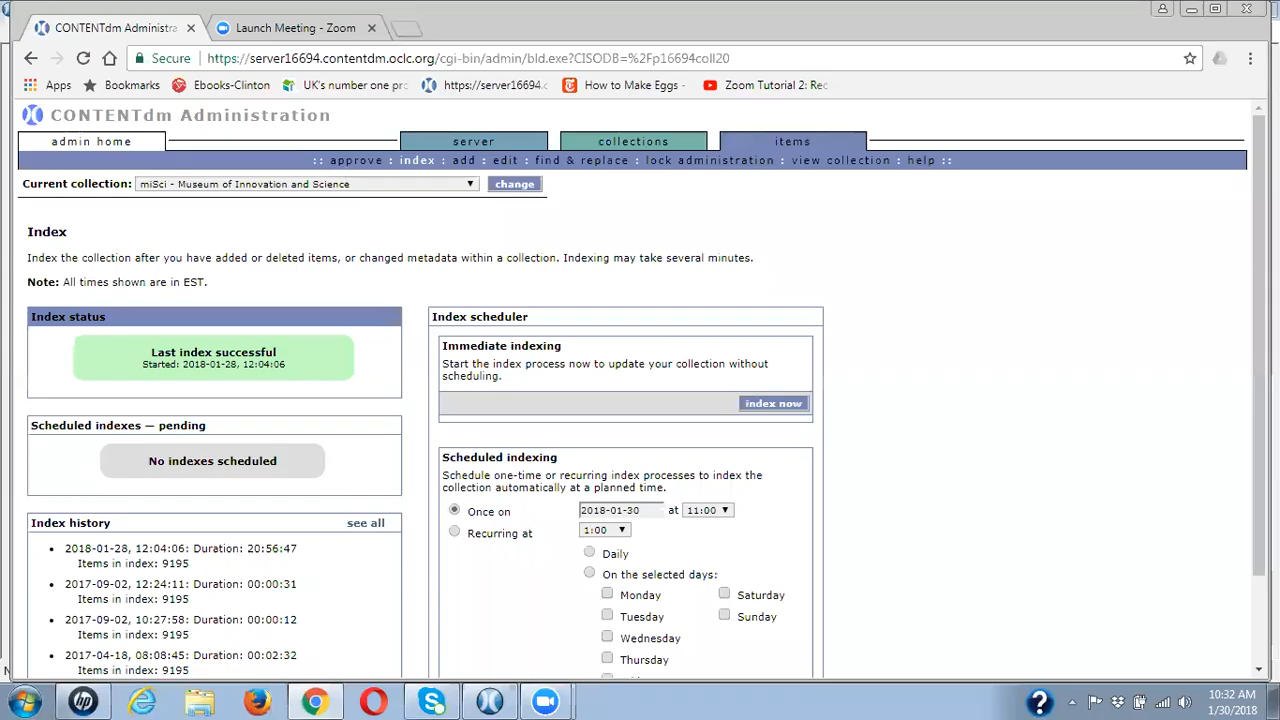 CONTENTdm Administra
Launch Meeting - Zoom
Secure https://server16694.contentdm.oclc.org/cgi-bin/admin/bld.exe?CISODB=%2Fp16694coll20
Apps Bookmarks Ebooks-Clinton UK's number one pr https://server16694. How to Make Eggs - Zoom Tutorial 2: Rec
CONTENTdm Administration
admin home server collections items
:: approve : index : add : edit : find & replace : lock administration : view collection : help ::
Current collection: miSci - Museum of Innovation and Science change
Index
Index the collection after you have added or deleted items, or changed metadata within a collection. Indexing may take several minutes.
Note: All times shown are in EST.
Index status
Last index successful
Started: 2018-01-28, 12:04:06
Scheduled indexes — pending
No indexes scheduled
Index history see all
2018-01-28, 12:04:06: Duration: 20:56:47
Items in index: 9195
2017-09-02, 12:24:11: Duration: 00:00:31
Items in index: 9195
2017-09-02, 10:27:58: Duration: 00:00:12
Items in index: 9195
2017-04-18, 08:08:45: Duration: 00:02:32
Items in index: 9195
Index scheduler
Immediate indexing
Start the index process now to update your collection without
scheduling.
index now
Scheduled indexing
Schedule one-time or recurring index processes to index the
collection automatically at a planned time.
Once on 2018-01-30 at 11:00
Recurring at 1:00
Daily
On the selected days:
Monday Saturday
Tuesday Sunday
Wednesday
Thursday
10:32 AM
1/30/2018